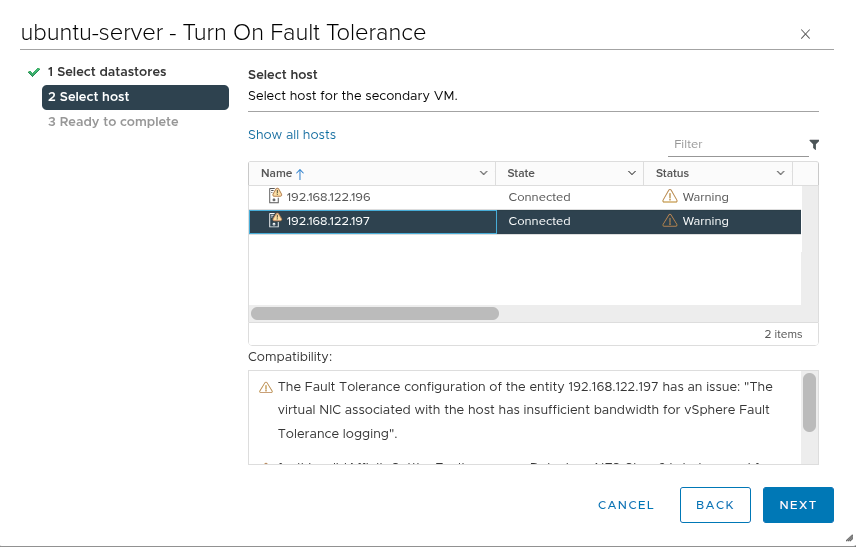 ubuntu-server - Turn On Fault Tolerance
1 Select datastores
2 Select host
3 Ready to complete
Select host
Select host for the secondary VM.
Show all hosts
Filter
Name State Status
192.168.122.196 Connected Warning
192.168.122.197 Connected Warning
2 items
Compatibility:
The Fault Tolerance configuration of the entity 192.168.122.197 has an issue: "The
virtual NIC associated with the host has insufficient bandwidth for vSphere Fault
Tolerance logging".
CANCEL BACK NEXT